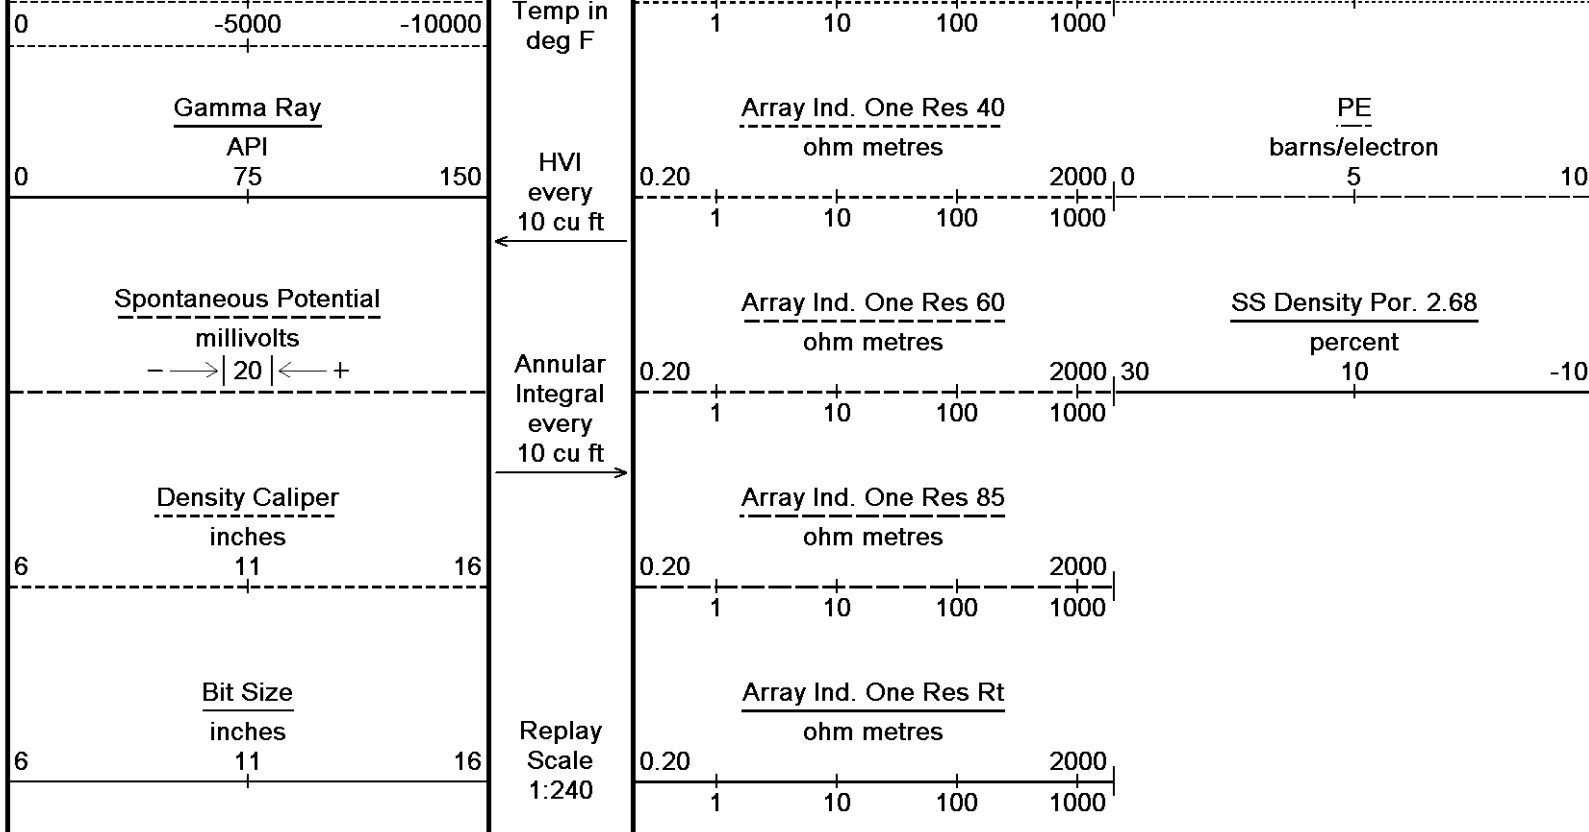 0 -5000 -10000
Temp in
deg F
1 10 100 1000
Gamma Ray
API
0 75 150
Spontaneous Potential
millivolts
− 20 +
Density Caliper
inches
6 11 16
Bit Size
inches
6 11 16
HVI
every
10 cu ft
Annular
Integral
every
10 cu ft
Replay
Scale
1:240
Array Ind. One Res 40
ohm metres
0.20 2000
1 10 100 1000
Array Ind. One Res 60
ohm metres
0.20 2000
1 10 100 1000
Array Ind. One Res 85
ohm metres
0.20 2000
1 10 100 1000
Array Ind. One Res Rt
ohm metres
0.20 2000
1 10 100 1000
PE
barns/electron
0 5 10
SS Density Por. 2.68
percent
30 10 -10